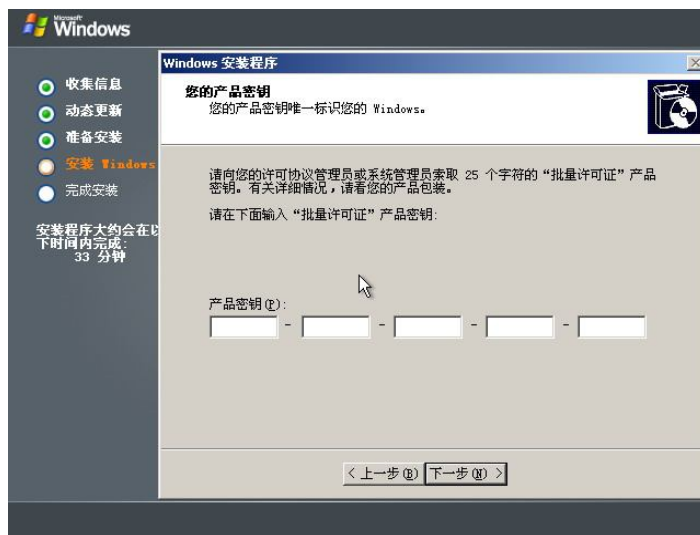 Microsoft
Windows
Windows 安装程序
收集信息
动态更新
准备安装
安装 Windows
完成安装
安装程序大约会在以
下时间内完成:
33 分钟
您的产品密钥
您的产品密钥唯一标识您的 Windows。
请向您的许可协议管理员或系统管理员索取 25 个字符的“批量许可证”产品
密钥。有关详细情况，请看您的产品包装。
请在下面输入“批量许可证”产品密钥:
产品密钥(P):
- - - -
< 上一步(B) 下一步(N) >